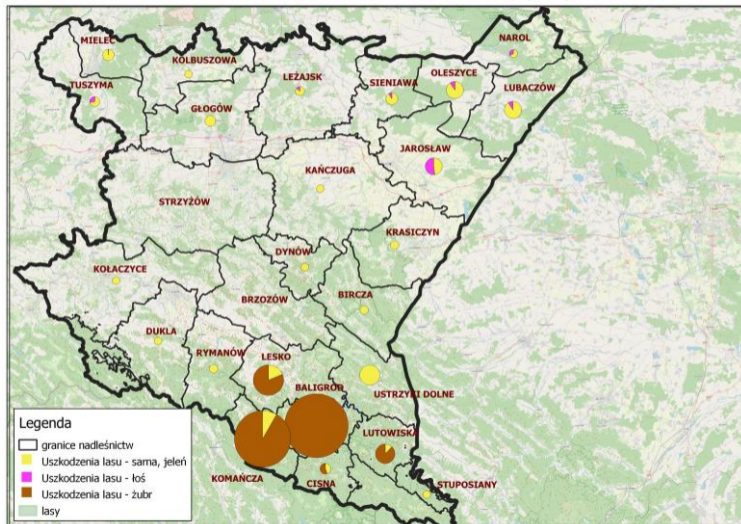 NAROL
MIELEC
KOLBUSZOWA
LEŻAJSK
SIENIAWA
OLESZYCE
LUBACZÓW
TUSZYMA
GŁOGÓW
JAROSŁAW
KAŃCZUGA
STRZYŻÓW
KRASICZYN
DYNÓW
KOŁACZYCE
BRZOZÓW
BIRCZA
DUKLA
RYMANÓW
LESKO
BALIGRÓD
USTRZYKI DOLNE
LUTOWISKA
KOMAŃCZA
CISNA
STUPOSIANY
Legenda
granice nadleśnictw
Uszkodzenia lasu - sarna, jeleń
Uszkodzenia lasu - łoś
Uszkodzenia lasu - żubr
lasy